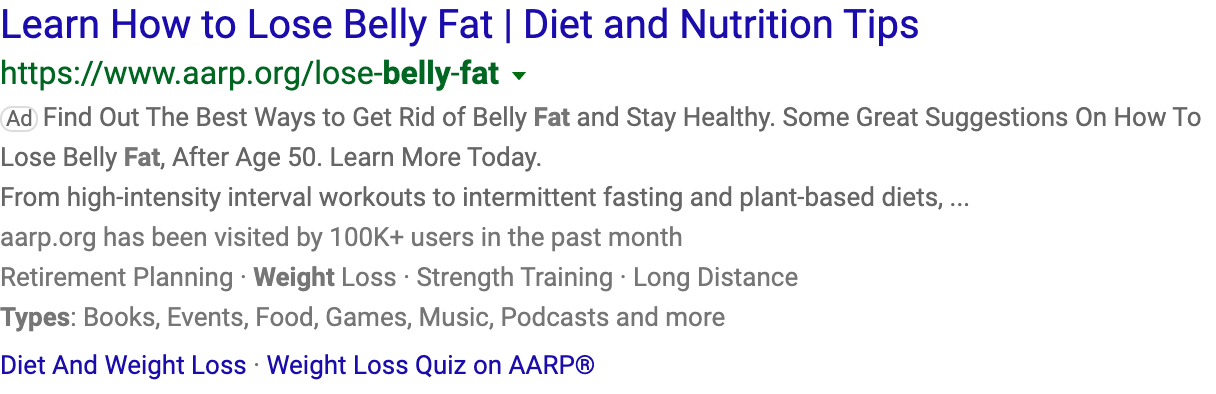 Learn How to Lose Belly Fat | Diet and Nutrition Tips
https://www.aarp.org/lose-belly-fat
Ad Find Out The Best Ways to Get Rid of Belly Fat and Stay Healthy. Some Great Suggestions On How To
Lose Belly Fat, After Age 50. Learn More Today.
From high-intensity interval workouts to intermittent fasting and plant-based diets, ...
aarp.org has been visited by 100K+ users in the past month
Retirement Planning · Weight Loss · Strength Training · Long Distance
Types: Books, Events, Food, Games, Music, Podcasts and more
Diet And Weight Loss · Weight Loss Quiz on AARP®